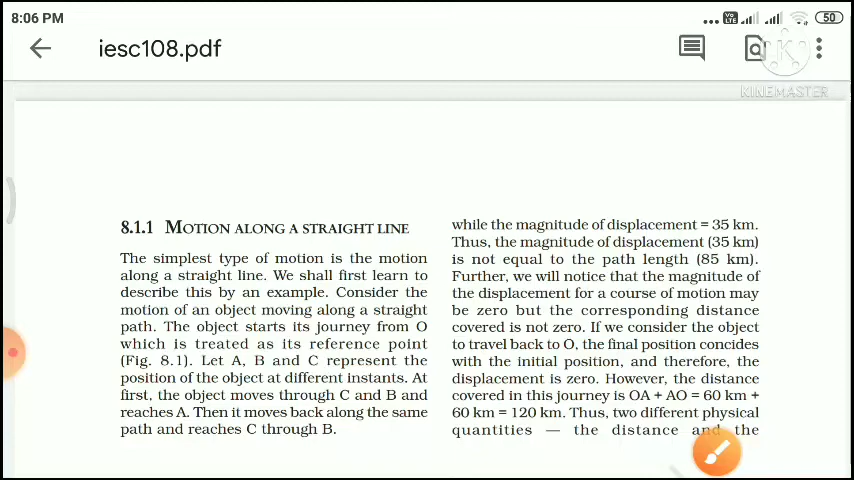 8:06 PM
Vo LTE
50
iesc108.pdf
KINEMASTER
8.1.1 MOTION ALONG A STRAIGHT LINE
The simplest type of motion is the motion
along a straight line. We shall first learn to
describe this by an example. Consider the
motion of an object moving along a straight
path. The object starts its journey from O
which is treated as its reference point
(Fig. 8.1). Let A, B and C represent the
position of the object at different instants. At
first, the object moves through C and B and
reaches A. Then it moves back along the same
path and reaches C through B.
while the magnitude of displacement = 35 km.
Thus, the magnitude of displacement (35 km)
is not equal to the path length (85 km).
Further, we will notice that the magnitude of
the displacement for a course of motion may
be zero but the corresponding distance
covered is not zero. If we consider the object
to travel back to O, the final position concides
with the initial position, and therefore, the
displacement is zero. However, the distance
covered in this journey is OA + AO = 60 km +
60 km = 120 km. Thus, two different physical
quantities — the distance and the